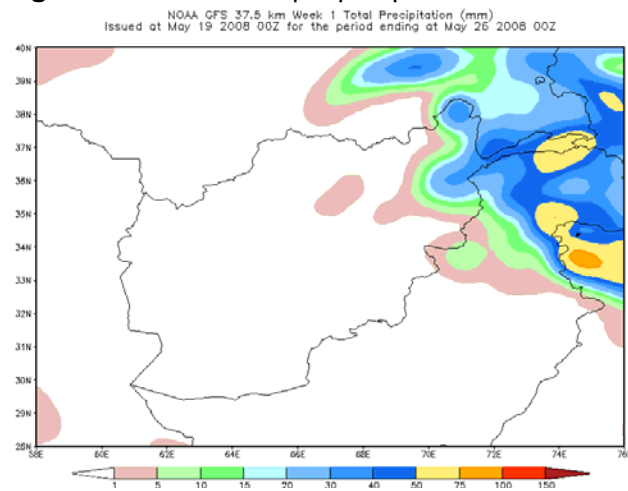 NOAA GFS 37.5 km Week 1 Total Precipitation (mm)
Issued at May 19 2008 00Z for the period ending at May 26 2008 00Z
40N
39N
38N
37N
36N
35N
34N
33N
32N
31N
30N
29N
28N
58E 60E 62E 64E 66E 68E 70E 72E 74E 76
1 5 10 15 20 30 40 50 75 100 150